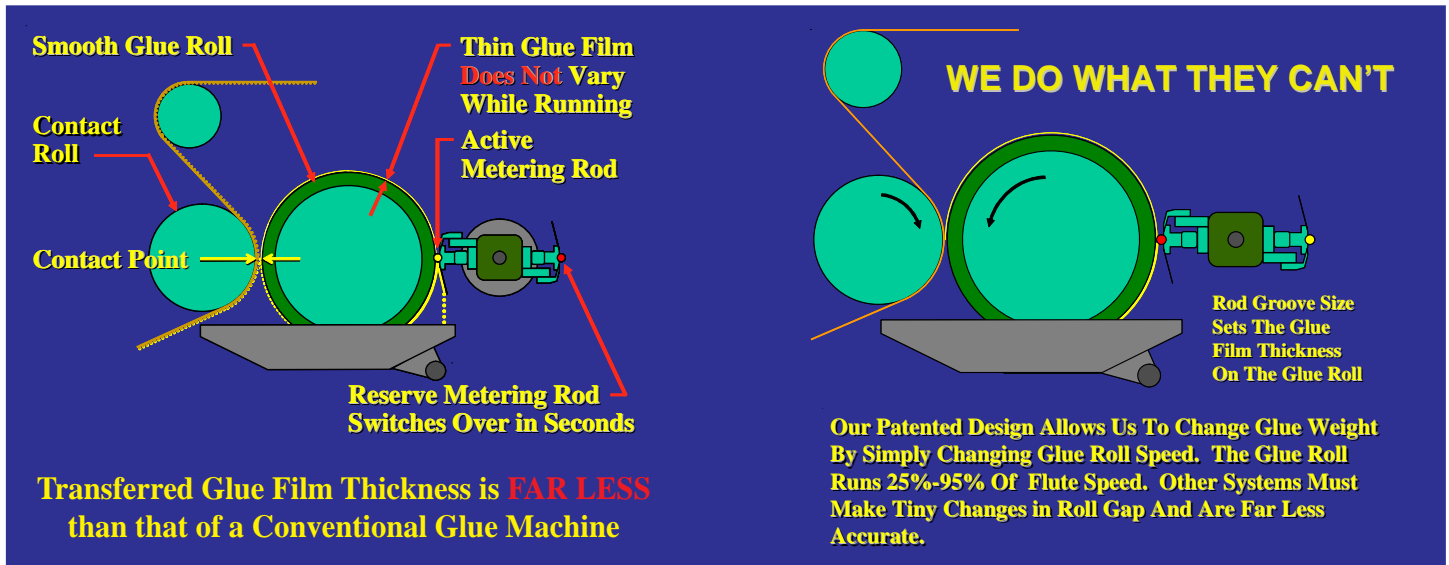 Smooth Glue Roll
Thin Glue Film
Does Not Vary
While Running
Contact
Roll
Active
Metering Rod
Contact Point
Reserve Metering Rod
Switches Over in Seconds
Transferred Glue Film Thickness is FAR LESS
than that of a Conventional Glue Machine
WE DO WHAT THEY CAN'T
Rod Groove Size
Sets The Glue
Film Thickness
On The Glue Roll
Our Patented Design Allows Us To Change Glue Weight
By Simply Changing Glue Roll Speed. The Glue Roll
Runs 25%-95% Of Flute Speed. Other Systems Must
Make Tiny Changes in Roll Gap And Are Far Less
Accurate.